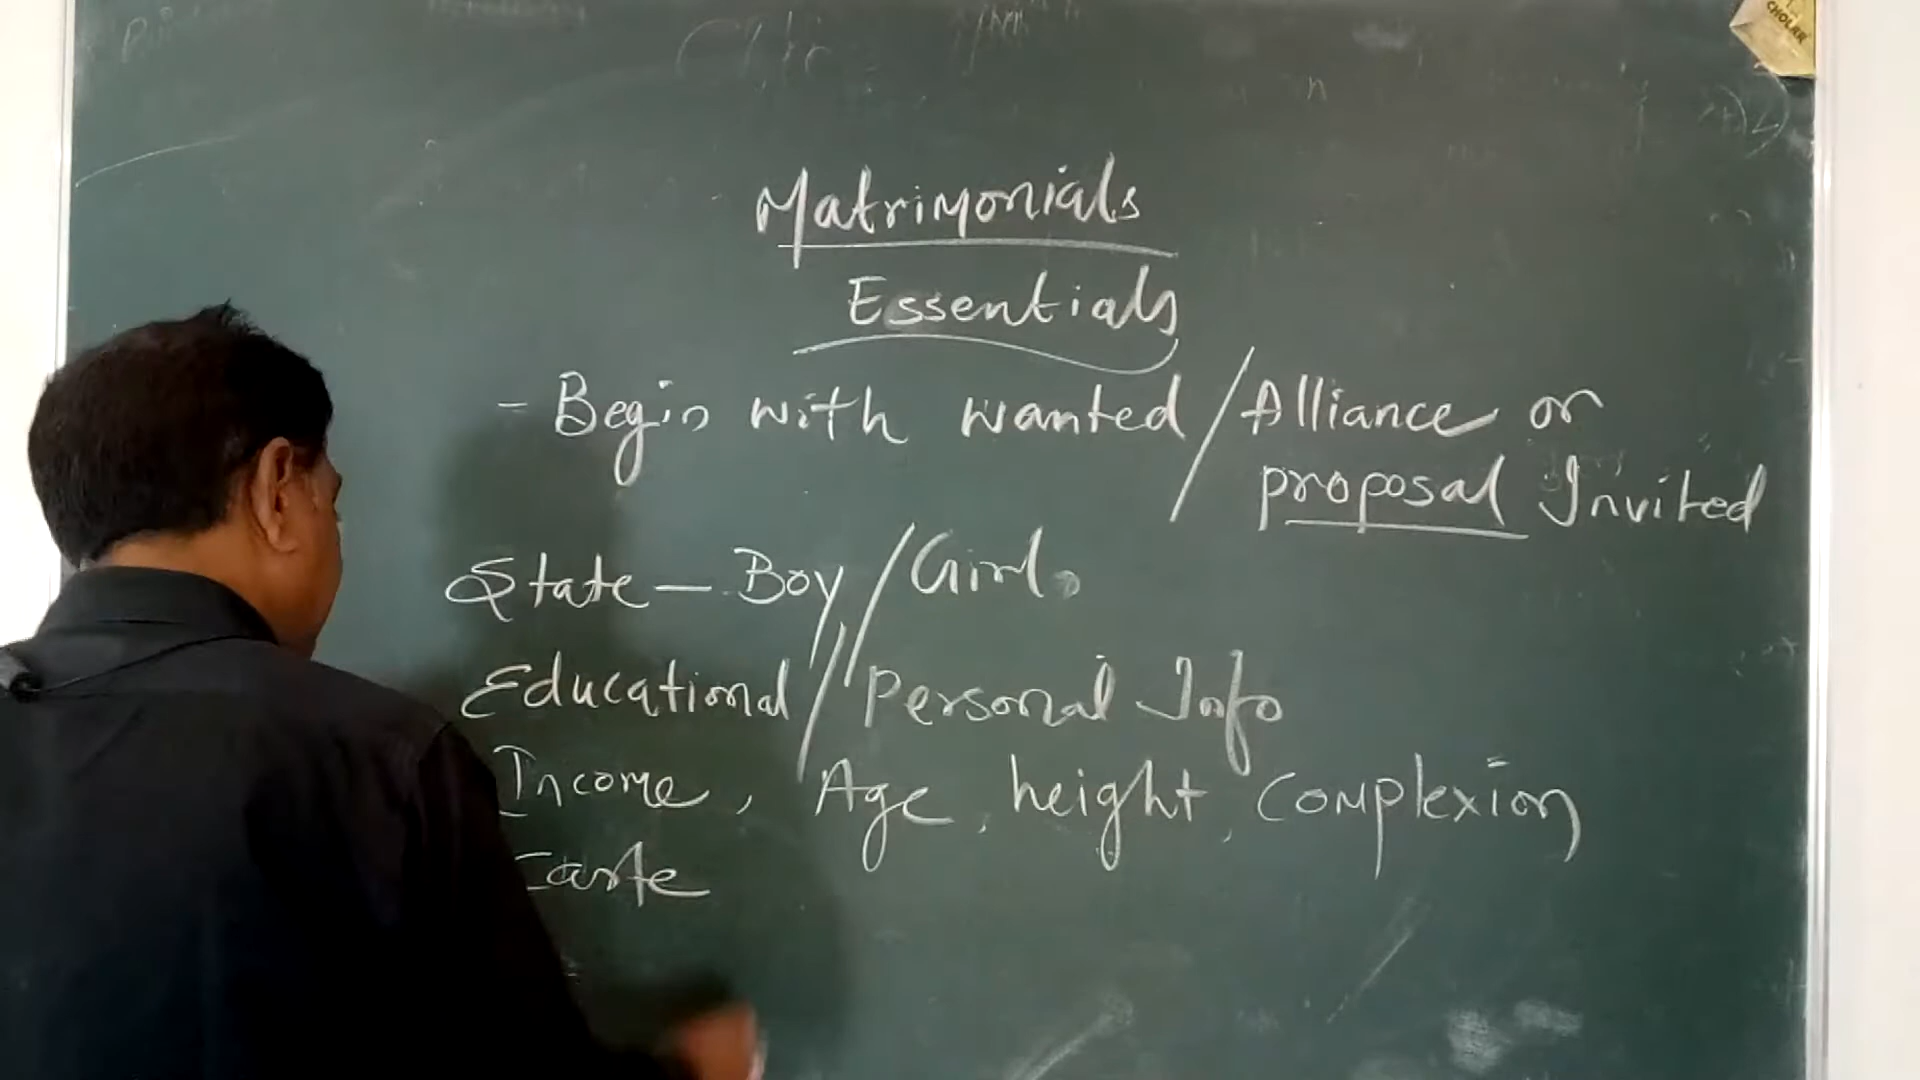 Matrimonials
Essentials
- Begin with wanted / Alliance or
proposal Invited
State — Boy / Girl.
Educational / Personal Info
Income, Age, height, Complexion
Caste
CHOLAR